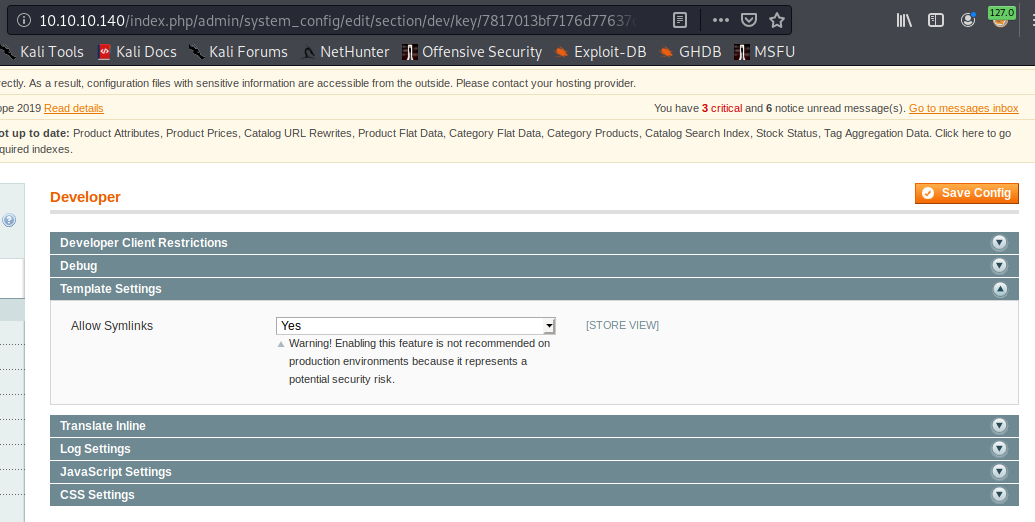 10.10.10.140/index.php/admin/system_config/edit/section/dev/key/7817013bf7176d77637
127.0
Kali Tools Kali Docs Kali Forums NetHunter Offensive Security Exploit-DB GHDB MSFU
rectly. As a result, configuration files with sensitive information are accessible from the outside. Please contact your hosting provider.
ope 2019 Read details You have 3 critical and 6 notice unread message(s). Go to messages inbox
ot up to date: Product Attributes, Product Prices, Catalog URL Rewrites, Product Flat Data, Category Flat Data, Category Products, Catalog Search Index, Stock Status, Tag Aggregation Data. Click here to go
quired indexes.
Developer Save Config
Developer Client Restrictions
Debug
Template Settings
Allow Symlinks Yes [STORE VIEW]
Warning! Enabling this feature is not recommended on
production environments because it represents a
potential security risk.
Translate Inline
Log Settings
JavaScript Settings
CSS Settings